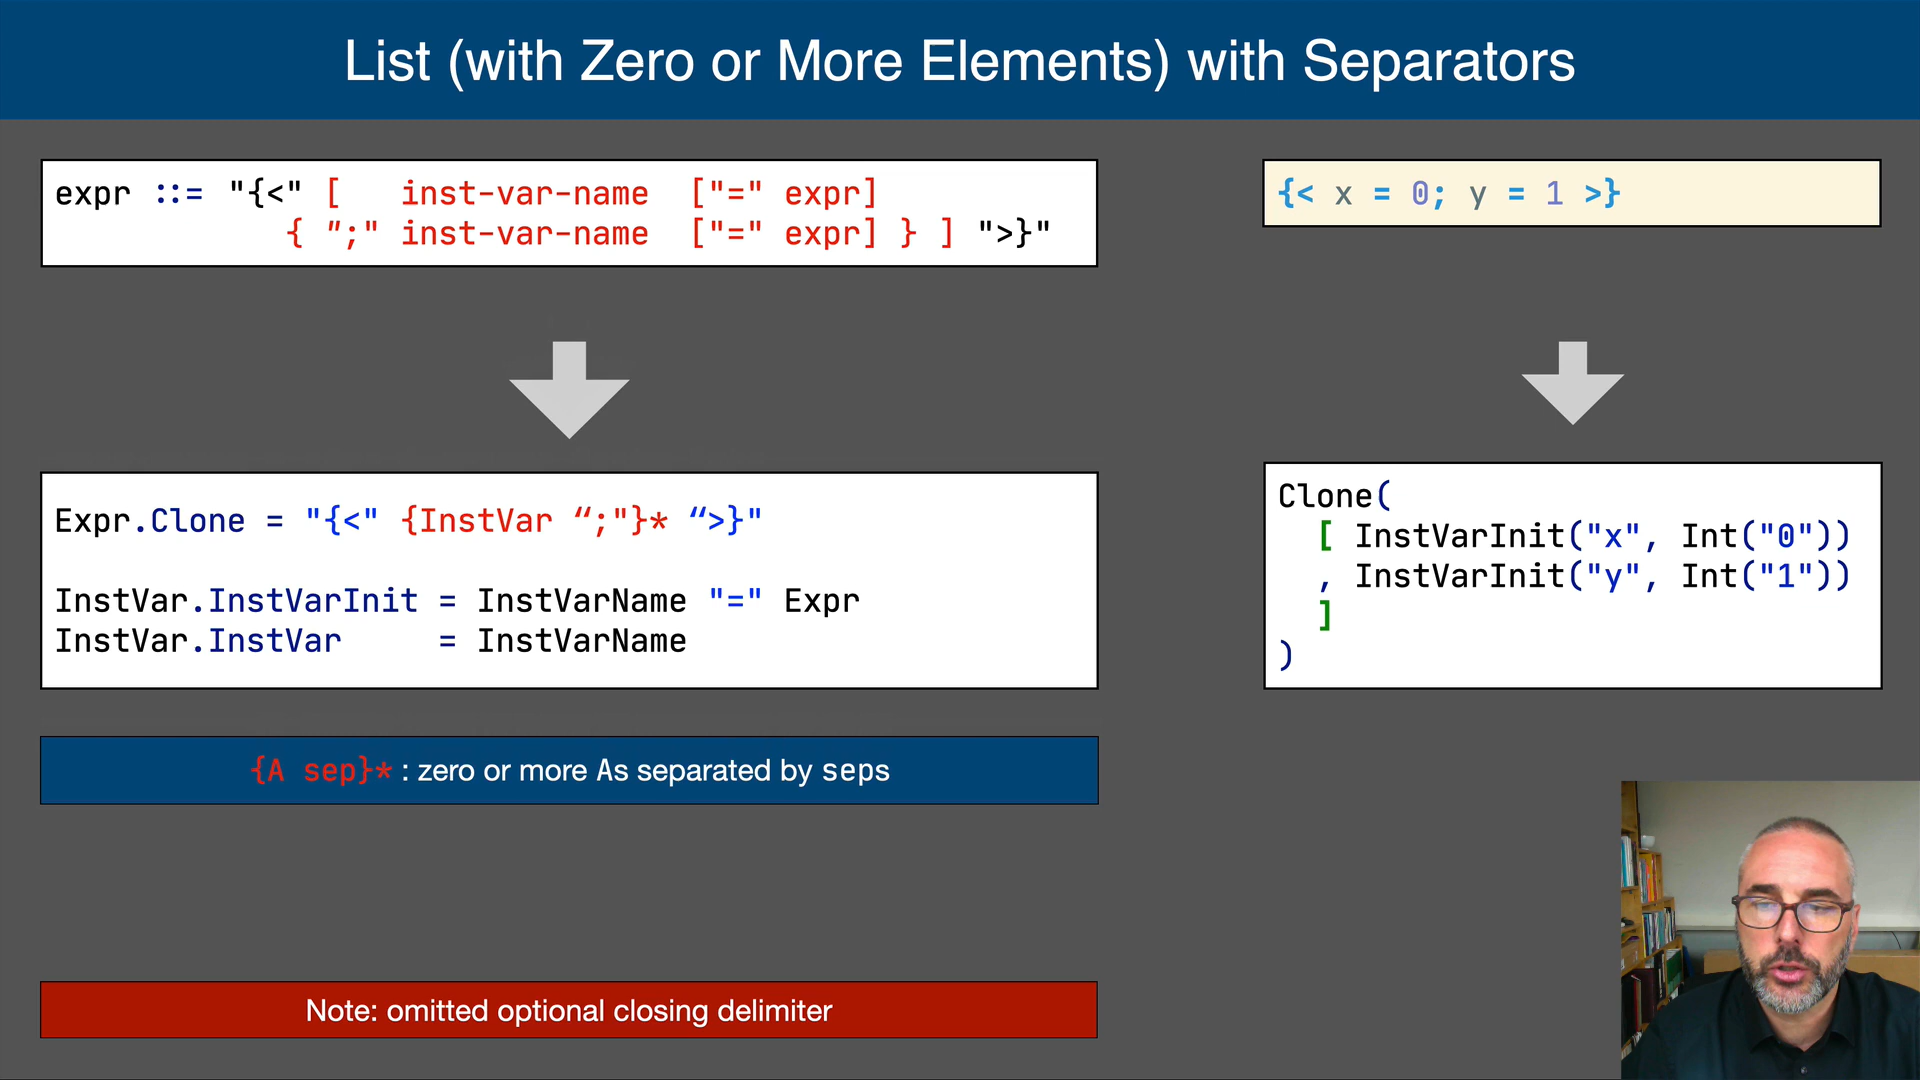 List (with Zero or More Elements) with Separators
expr ::= "{<" [   inst-var-name  ["=" expr]
{ ";" inst-var-name  ["=" expr] } ] ">}"
{< x = 0; y = 1 >}
Expr.Clone = "{<" {InstVar “;"}* “>}"
InstVar.InstVarInit = InstVarName "=" Expr
InstVar.InstVar     = InstVarName
Clone(
[ InstVarInit("x", Int("0"))
, InstVarInit("y", Int("1"))
]
)
{A sep}* : zero or more As separated by seps
Note: omitted optional closing delimiter